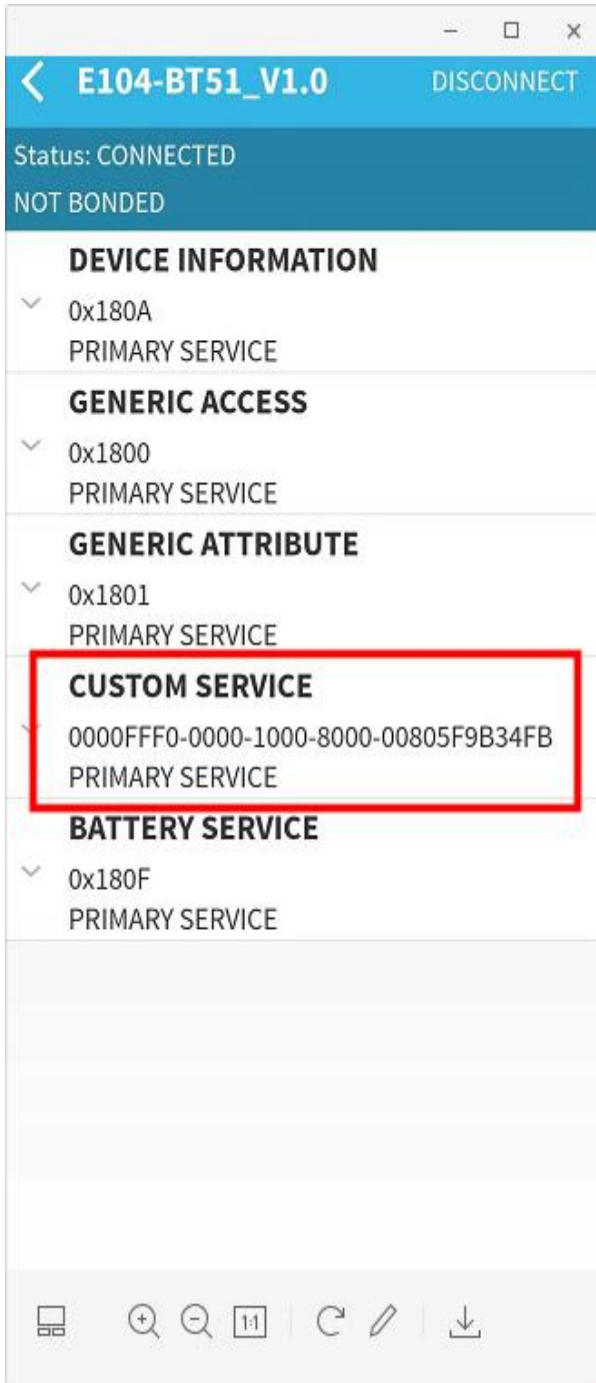 E104-BT51_V1.0 DISCONNECT
Status: CONNECTED
NOT BONDED
DEVICE INFORMATION
0x180A
PRIMARY SERVICE
GENERIC ACCESS
0x1800
PRIMARY SERVICE
GENERIC ATTRIBUTE
0x1801
PRIMARY SERVICE
CUSTOM SERVICE
0000FFF0-0000-1000-8000-00805F9B34FB
PRIMARY SERVICE
BATTERY SERVICE
0x180F
PRIMARY SERVICE
1:1